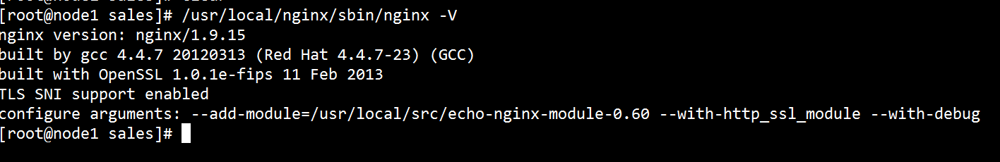 [root@node1 sales]# /usr/local/nginx/sbin/nginx -V
nginx version: nginx/1.9.15
built by gcc 4.4.7 20120313 (Red Hat 4.4.7-23) (GCC)
built with OpenSSL 1.0.1e-fips 11 Feb 2013
TLS SNI support enabled
configure arguments: --add-module=/usr/local/src/echo-nginx-module-0.60 --with-http_ssl_module --with-debug
[root@node1 sales]#